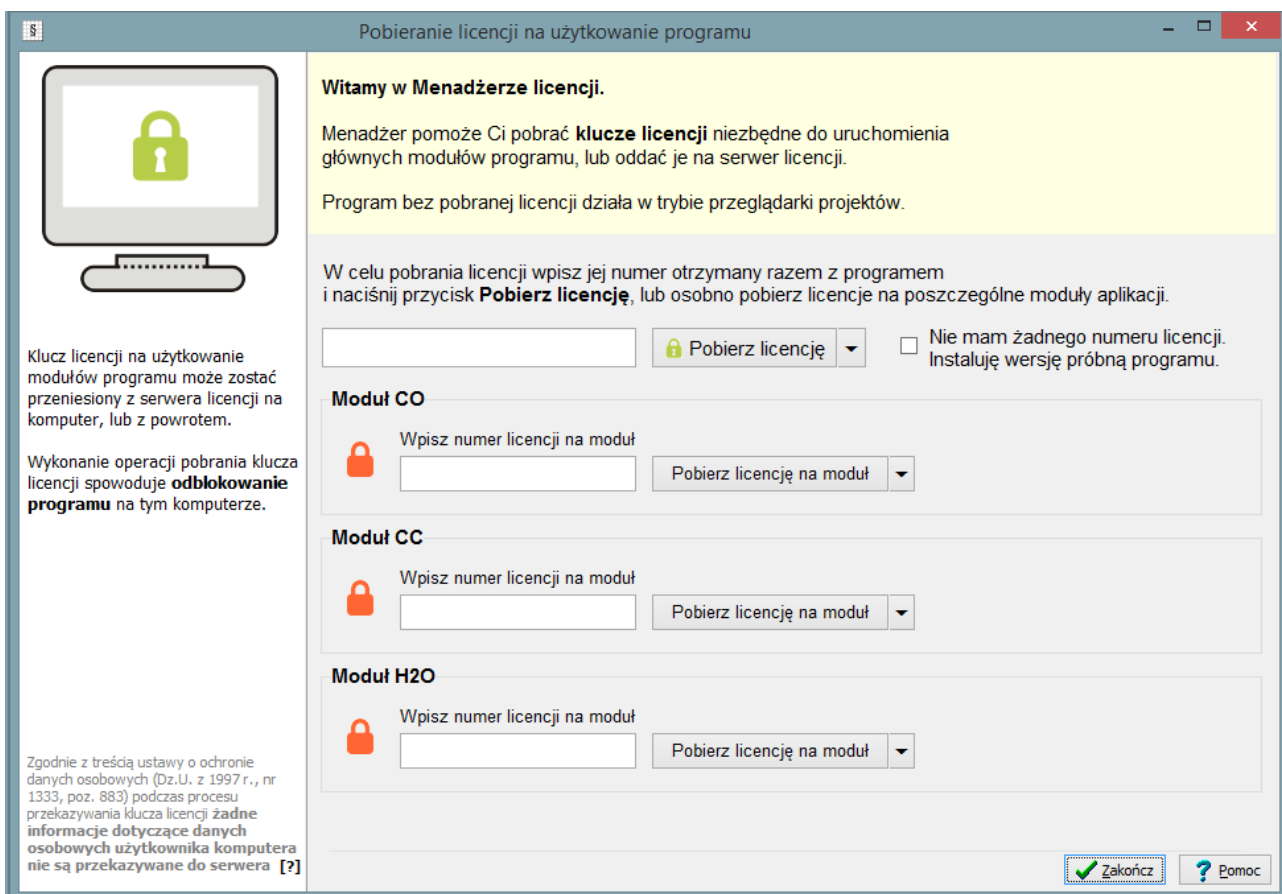 §
Pobieranie licencji na użytkowanie programu
Witamy w Menadżerze licencji.
Menadżer pomoże Ci pobrać klucze licencji niezbędne do uruchomienia
głównych modułów programu, lub oddać je na serwer licencji.
Program bez pobranej licencji działa w trybie przeglądarki projektów.
W celu pobrania licencji wpisz jej numer otrzymany razem z programem
i naciśnij przycisk Pobierz licencję, lub osobno pobierz licencje na poszczególne moduły aplikacji.
Pobierz licencję
Nie mam żadnego numeru licencji.
Instaluję wersję próbną programu.
Klucz licencji na użytkowanie
modułów programu może zostać
przeniesiony z serwera licencji na
komputer, lub z powrotem.
Wykonanie operacji pobrania klucza
licencji spowoduje odblokowanie
programu na tym komputerze.
Moduł CO
Wpisz numer licencji na moduł
Pobierz licencję na moduł
Moduł CC
Wpisz numer licencji na moduł
Pobierz licencję na moduł
Moduł H2O
Wpisz numer licencji na moduł
Pobierz licencję na moduł
Zgodnie z treścią ustawy o ochronie
danych osobowych (Dz.U. z 1997 r., nr
1333, poz. 883) podczas procesu
przekazywania klucza licencji żadne
informacje dotyczące danych
osobowych użytkownika komputera
nie są przekazywane do serwera [?]
Zakończ
? Pomoc